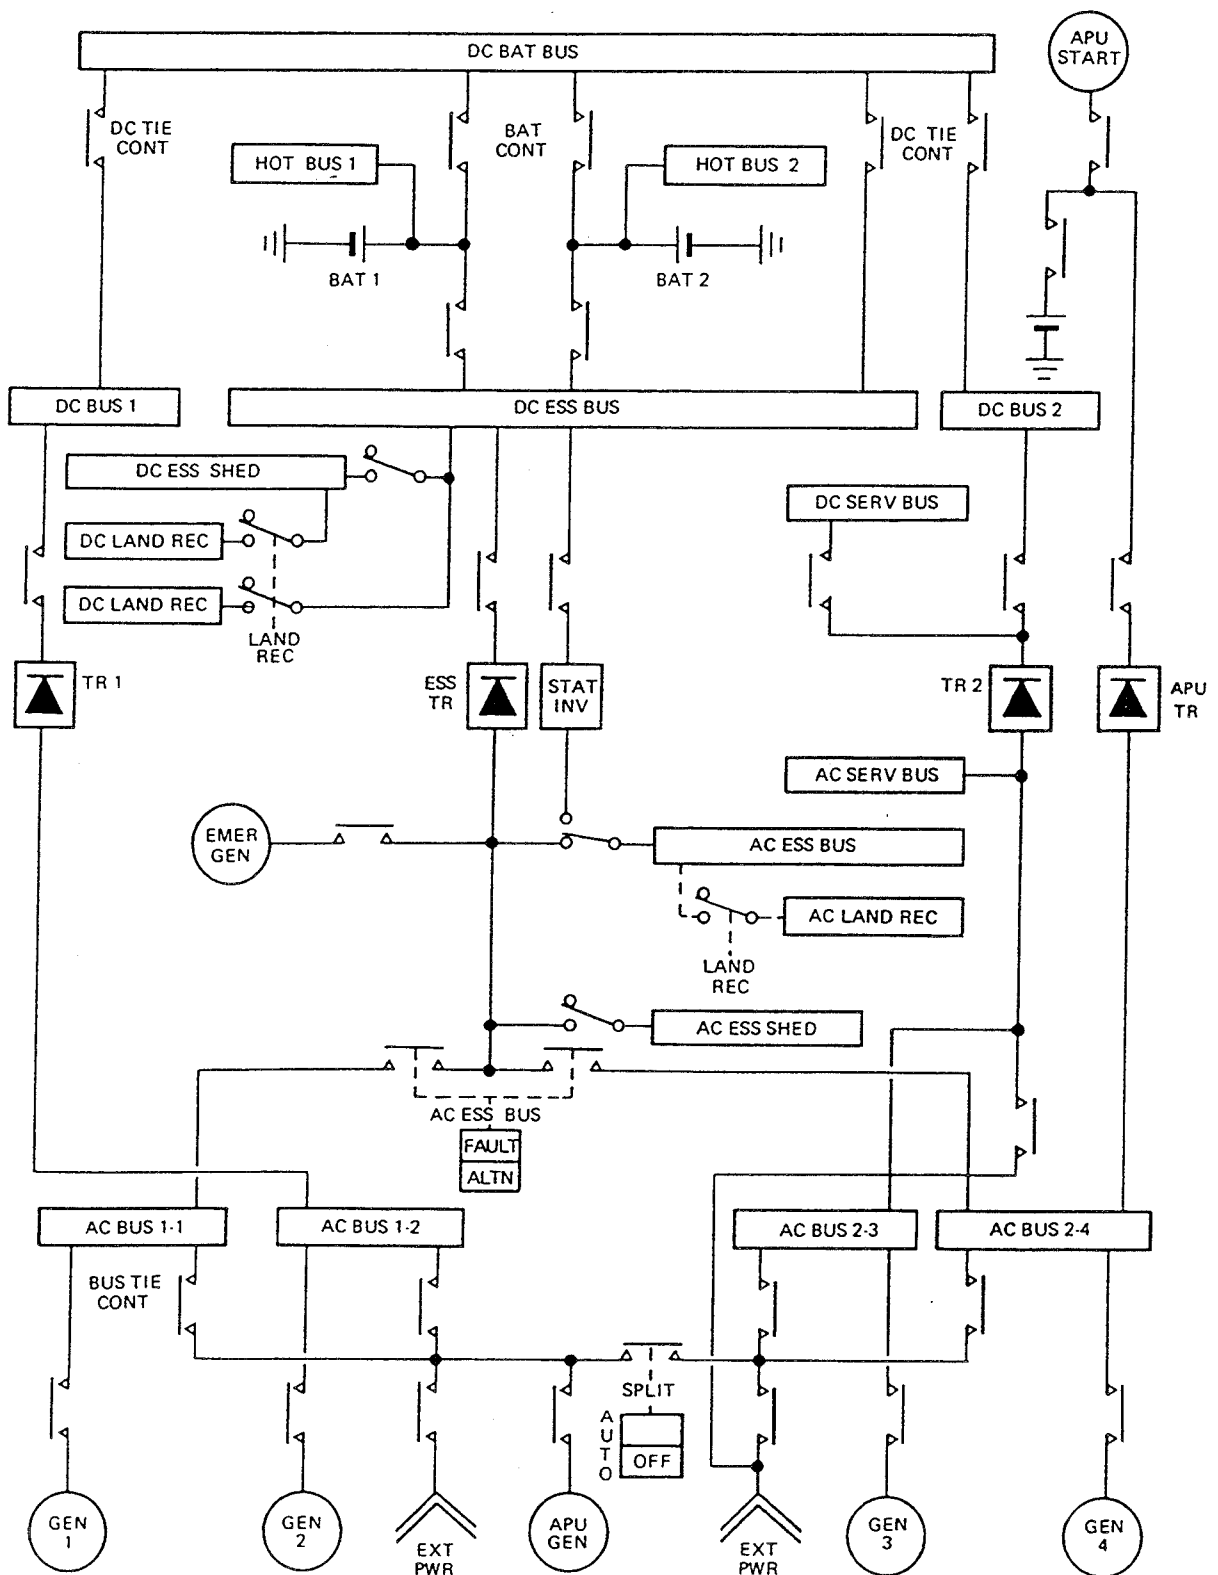 DC BAT BUS
APU
START
DC TIE
CONT
BAT
CONT
DC TIE
CONT
HOT BUS 1
HOT BUS 2
BAT 1
BAT 2
DC BUS 1
DC ESS BUS
DC BUS 2
DC ESS SHED
DC SERV BUS
DC LAND REC
DC LAND REC
LAND
REC
TR 1
ESS
TR
STAT
INV
TR 2
APU
TR
AC SERV BUS
EMER
GEN
AC ESS BUS
AC LAND REC
LAND
REC
AC ESS SHED
AC ESS BUS
FAULT
ALTN
AC BUS 1-1
AC BUS 1-2
AC BUS 2-3
AC BUS 2-4
BUS TIE
CONT
SPLIT
AUTO
OFF
GEN
1
GEN
2
EXT
PWR
APU
GEN
EXT
PWR
GEN
3
GEN
4